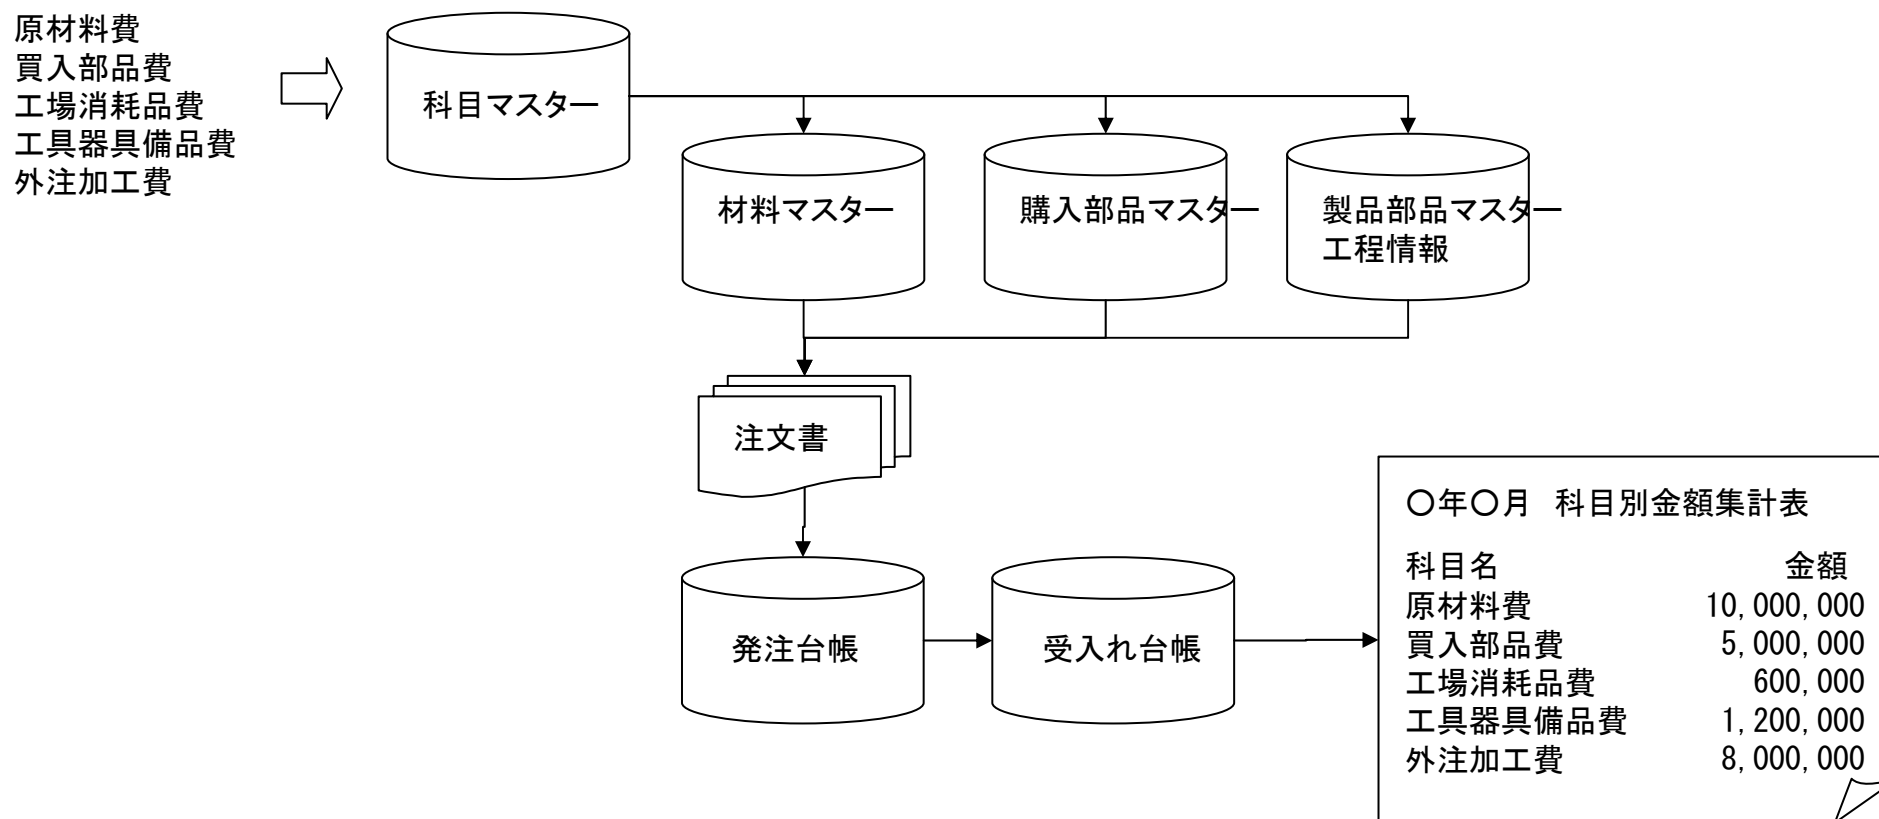 原材料費
買入部品費
工場消耗品費
工具器具備品費
外注加工費
科目マスター
材料マスター
購入部品マスター
製品部品マスター
工程情報
注文書
発注台帳
受入れ台帳
〇年〇月 科目別金額集計表
科目名 金額
原材料費 10,000,000
買入部品費 5,000,000
工場消耗品費 600,000
工具器具備品費 1,200,000
外注加工費 8,000,000